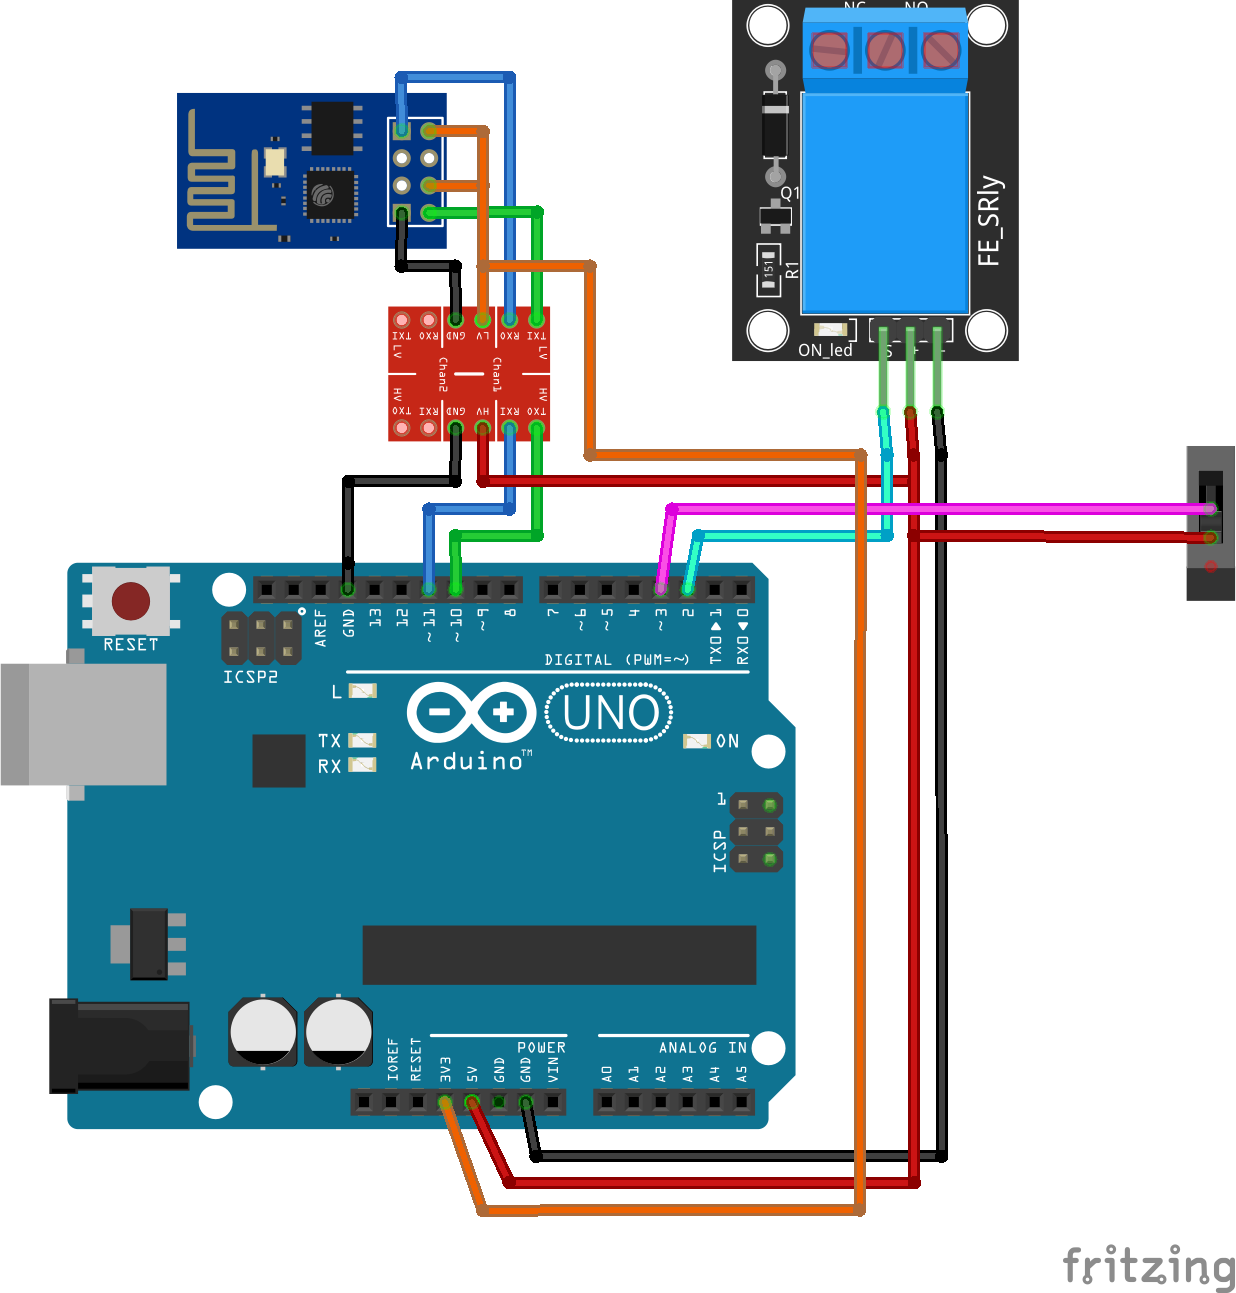 NC NO
Q1
151
R1
FE_SRly
ON_led
S + -
TXI RXO GND LV RXO TXI
LV Chan2 Chan1 LV
HV HV
TXO RXI GND HV RXI TXO
RESET
ICSP2
AREF
GND
13
12
~11
~10
~9
8
7
~6
~5
4
~3
2
TX0▶1
RX0◀0
DIGITAL (PWM=~)
L
TX
RX
Arduino™
UNO
ON
1
ICSP
IOREF
RESET
3V3
5V
GND
GND
VIN
POWER
ANALOG IN
A0
A1
A2
A3
A4
A5
fritzing